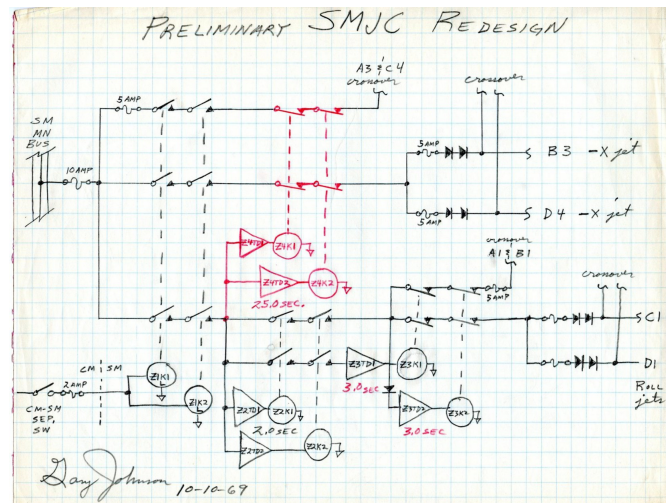 PRELIMINARY SMJC REDESIGN
A3 & C4
crossover
crossover
5 AMP
SM
MN
BUS
10 AMP
5 AMP
B3 -X jet
5 AMP
D4 -X jet
crossover
A1 & B1
Z4TD1
Z4K1
Z4TD2
Z4K2
25.0 SEC.
5 AMP
crossover
C1
D1
ROLL
jets
Z3TD1
Z3K1
3.0 SEC
Z3TD2
Z3K2
3.0 SEC
CM SM
2 AMP
CM-SM
SEP.
SW
Z1K1
Z1K2
Z2TD1
Z2K1
2.0 SEC
Z2TD2
Z2K2
Gary Johnson 10-10-69